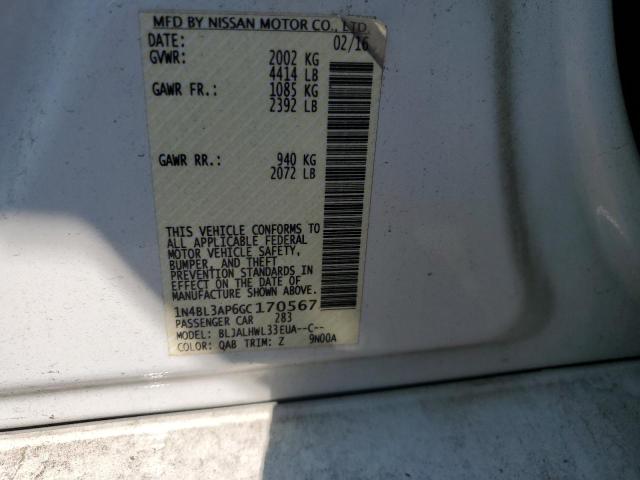 MFD BY NISSAN MOTOR CO., LTD.
DATE: 02/16
GVWR: 2002 KG
4414 LB
GAWR FR.: 1085 KG
2392 LB
GAWR RR.: 940 KG
2072 LB
THIS VEHICLE CONFORMS TO
ALL APPLICABLE FEDERAL
MOTOR VEHICLE SAFETY,
BUMPER, AND THEFT
PREVENTION STANDARDS IN
EFFECT ON THE DATE OF
MANUFACTURE SHOWN ABOVE.
1N4BL3AP6GC170567
PASSENGER CAR 283
MODEL: BLJALHWL33EUA--C--
COLOR: QAB TRIM: Z 9N00A